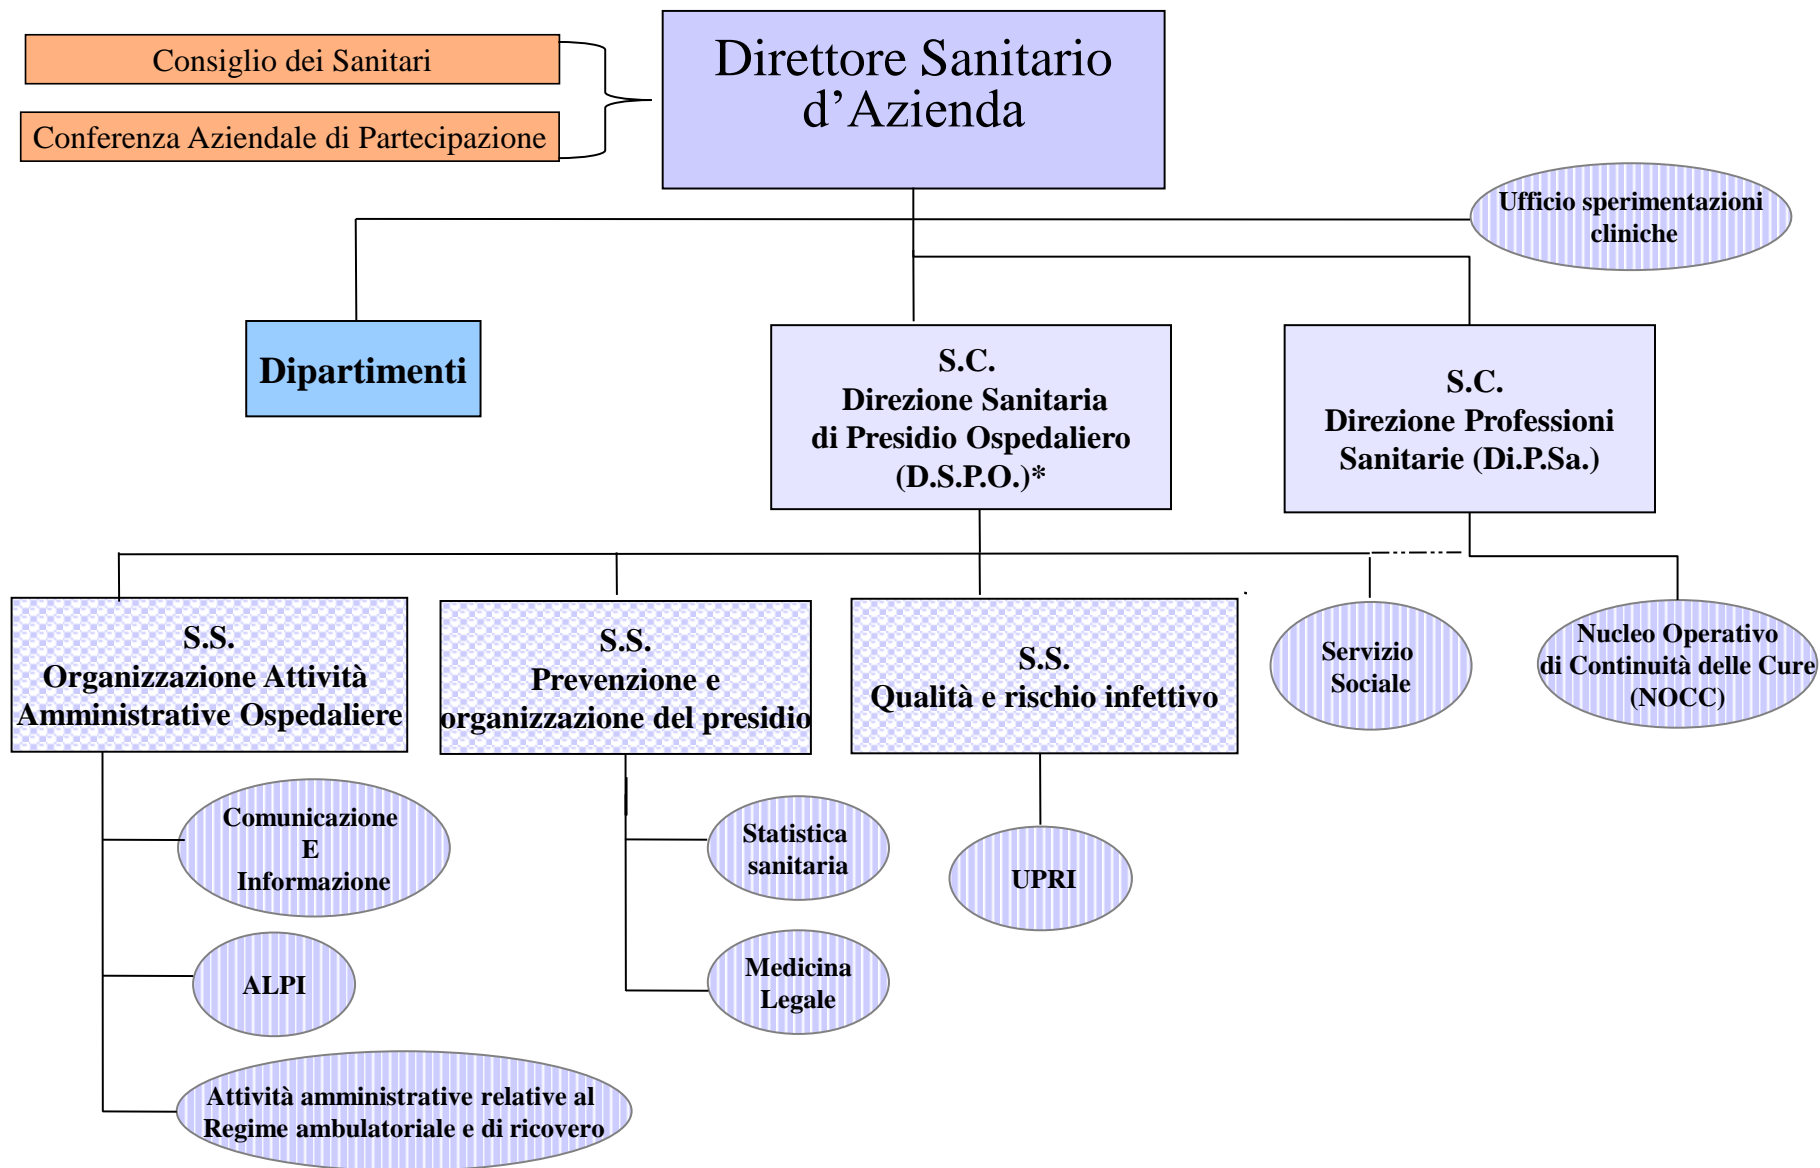 Consiglio dei Sanitari
Conferenza Aziendale di Partecipazione
Direttore Sanitario
d’Azienda
Ufficio sperimentazioni
cliniche
Dipartimenti
S.C.
Direzione Sanitaria
di Presidio Ospedaliero
(D.S.P.O.)*
S.C.
Direzione Professioni
Sanitarie (Di.P.Sa.)
S.S.
Organizzazione Attività
Amministrative Ospedaliere
S.S.
Prevenzione e
organizzazione del presidio
S.S.
Qualità e rischio infettivo
Servizio
Sociale
Nucleo Operativo
di Continuità delle Cure
(NOCC)
Comunicazione
E
Informazione
ALPI
Attività amministrative relative al
Regime ambulatoriale e di ricovero
Statistica
sanitaria
Medicina
Legale
UPRI